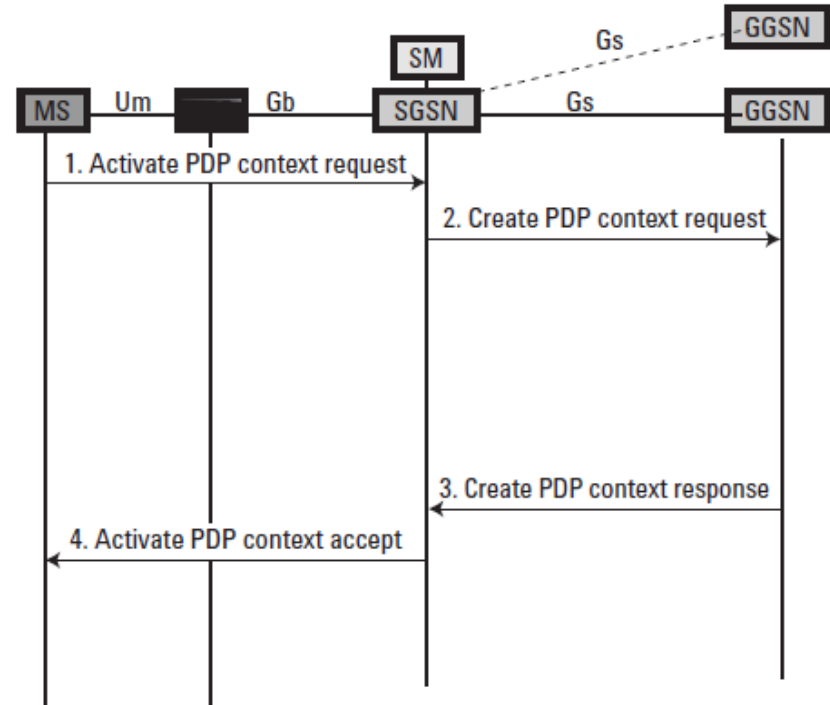 GGSN
Gs
SM
MS
Um
Gb
SGSN
Gs
GGSN
1. Activate PDP context request
2. Create PDP context request
3. Create PDP context response
4. Activate PDP context accept